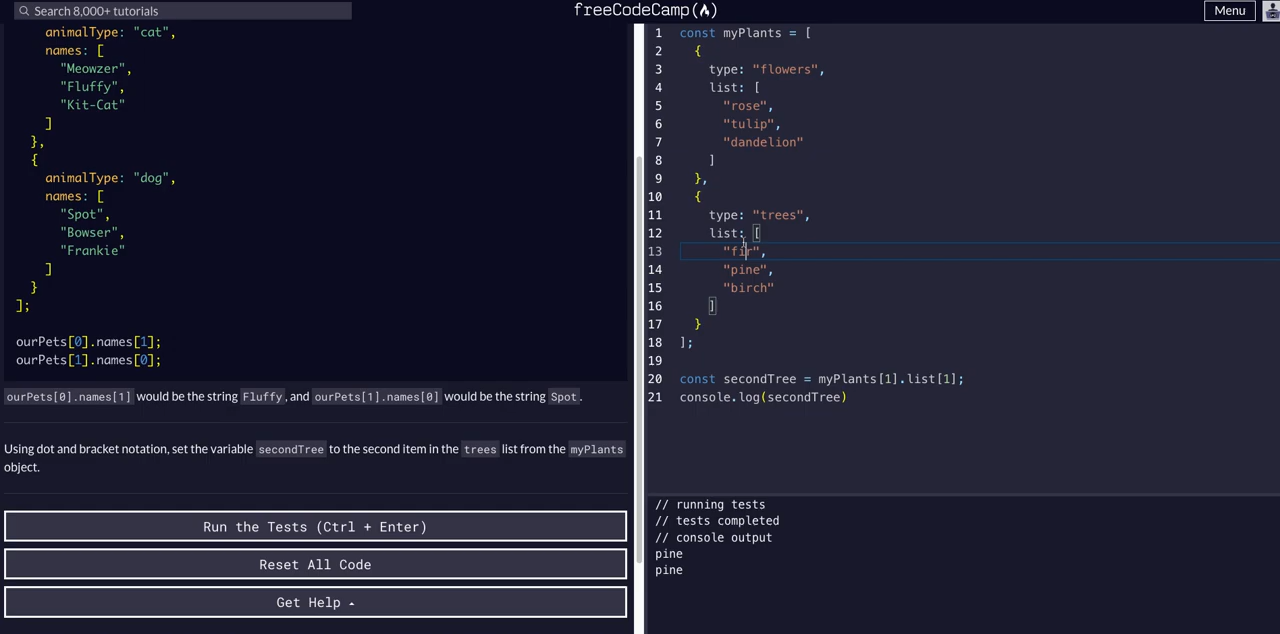 Search 8,000+ tutorials
freeCodeCamp
Menu
animalType: "cat",
names: [
"Meowzer",
"Fluffy",
"Kit-Cat"
]
},
{
animalType: "dog",
names: [
"Spot",
"Bowser",
"Frankie"
]
}
];
ourPets[0].names[1];
ourPets[1].names[0];
ourPets[0].names[1] would be the string Fluffy, and ourPets[1].names[0] would be the string Spot.
Using dot and bracket notation, set the variable secondTree to the second item in the trees list from the myPlants
object.
Run the Tests (Ctrl + Enter)
Reset All Code
Get Help
1 const myPlants = [
2 {
3 type: "flowers",
4 list: [
5 "rose",
6 "tulip",
7 "dandelion"
8 ]
9 },
10 {
11 type: "trees",
12 list: [
13 "fir",
14 "pine",
15 "birch"
16 ]
17 }
18 ];
19
20 const secondTree = myPlants[1].list[1];
21 console.log(secondTree)
// running tests
// tests completed
// console output
pine
pine